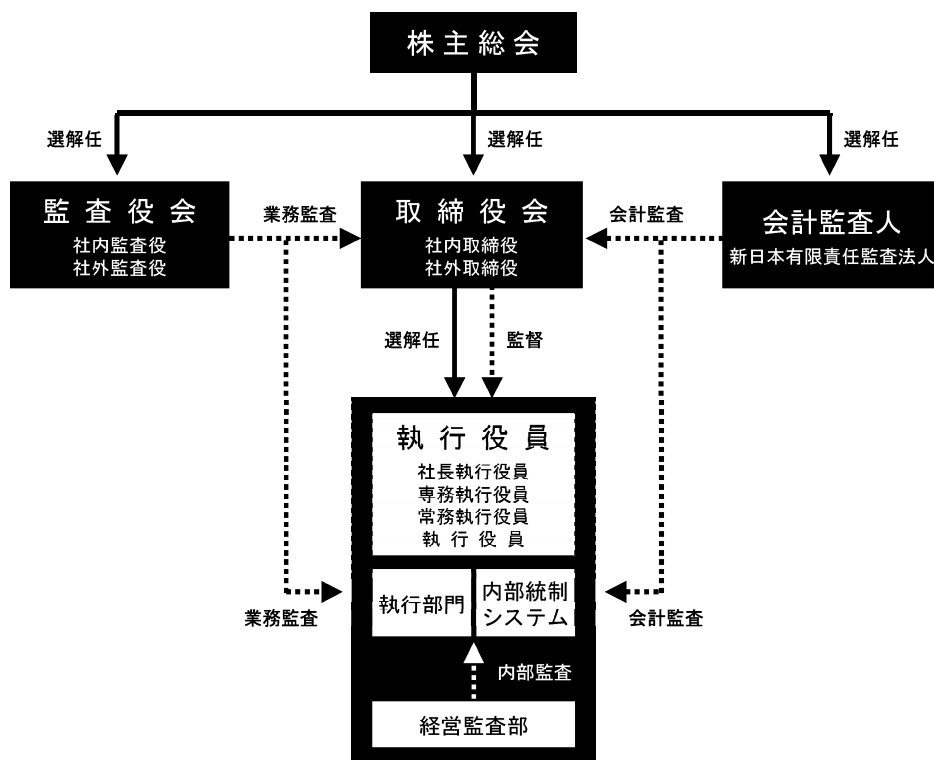 株主総会
選解任
選解任
選解任
監査役会
社内監査役
社外監査役
業務監査
取締役会
社内取締役
社外取締役
会計監査
会計監査人
新日本有限責任監査法人
選解任
監督
執行役員
社長執行役員
専務執行役員
常務執行役員
執行役員
執行部門
内部統制
システム
業務監査
会計監査
内部監査
経営監査部